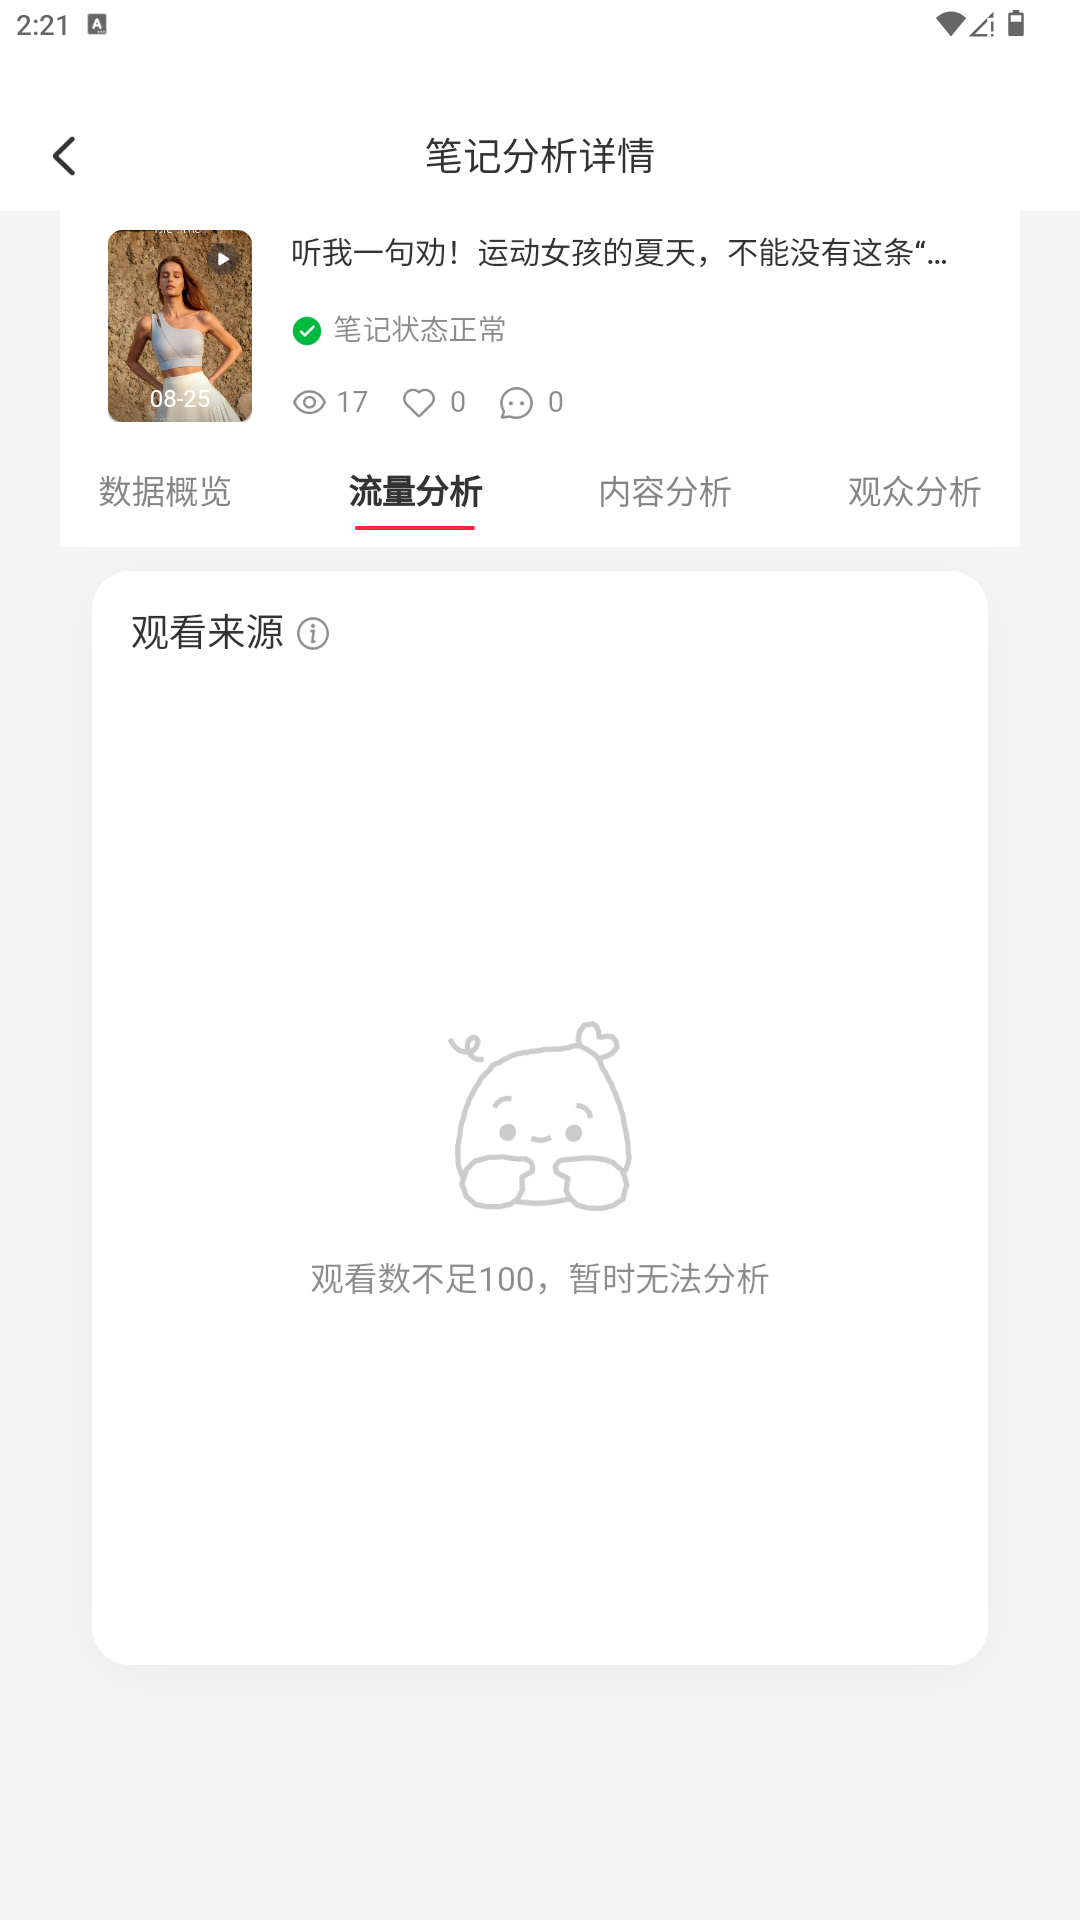 2:21
笔记分析详情
听我一句劝！运动女孩的夏天，不能没有这条“...
笔记状态正常
08-25
17 0 0
数据概览 流量分析 内容分析 观众分析
观看来源
观看数不足100，暂时无法分析